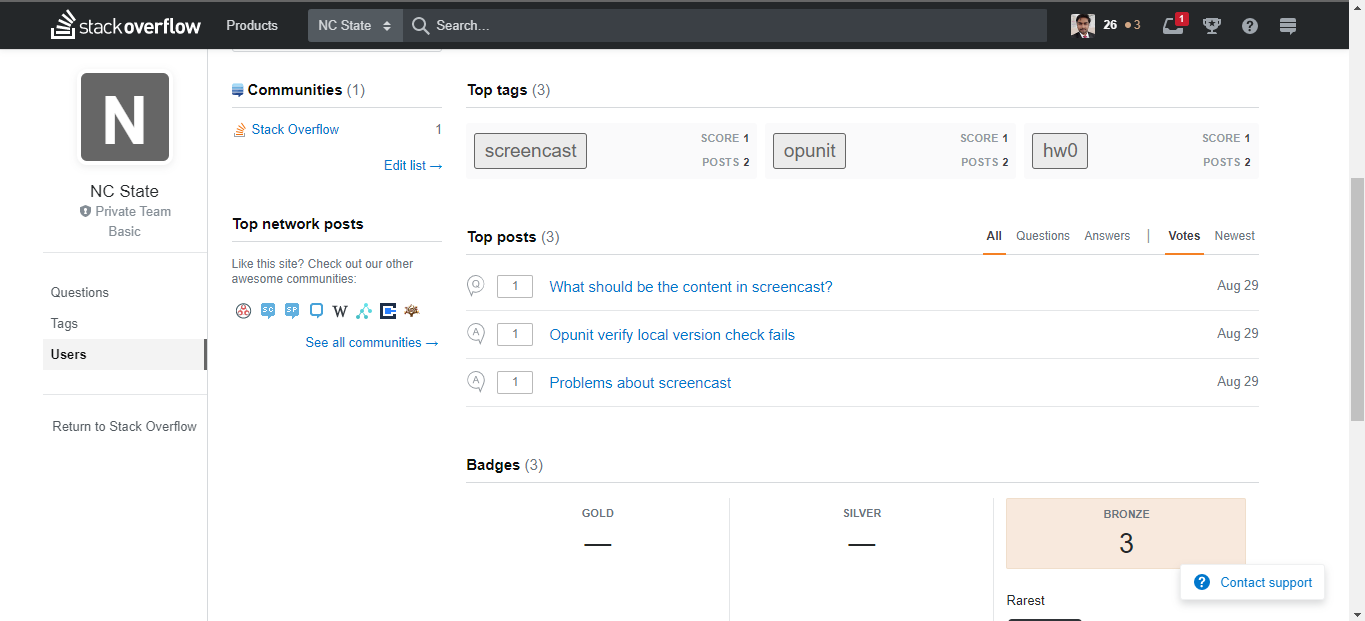 stackoverflow
Products
NC State
Search...
26
3
1
N
NC State
Private Team
Basic
Questions
Tags
Users
Return to Stack Overflow
Communities (1)
Stack Overflow 1
Edit list →
Top network posts
Like this site? Check out our other
awesome communities:
SC SP W
See all communities →
Top tags (3)
screencast SCORE 1 POSTS 2
opunit SCORE 1 POSTS 2
hw0 SCORE 1 POSTS 2
Top posts (3)
All Questions Answers | Votes Newest
Q 1 What should be the content in screencast? Aug 29
A 1 Opunit verify local version check fails Aug 29
A 1 Problems about screencast Aug 29
Badges (3)
GOLD
—
SILVER
—
BRONZE
3
Rarest
? Contact support